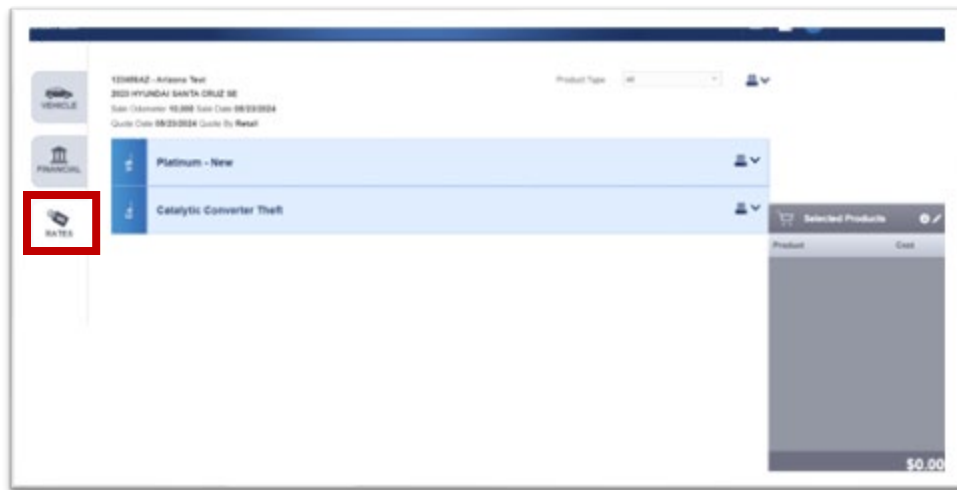 123456AZ - Arizona Test
Product Type All
2023 HYUNDAI SANTA CRUZ SE
Sale Odometer 10,000 Sale Date 08/23/2024
Quote Date 08/23/2024 Quote By Retail
VEHICLE
FINANCIAL
RATES
Platinum - New
Catalytic Converter Theft
Selected Products
Product Cost
$0.00